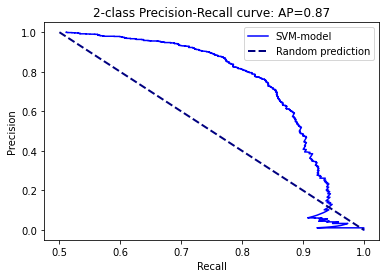 2-class Precision-Recall curve: AP=0.87
SVM-model
Random prediction
Precision
1.0
0.8
0.6
0.4
0.2
0.0
0.5 0.6 0.7 0.8 0.9 1.0
Recall